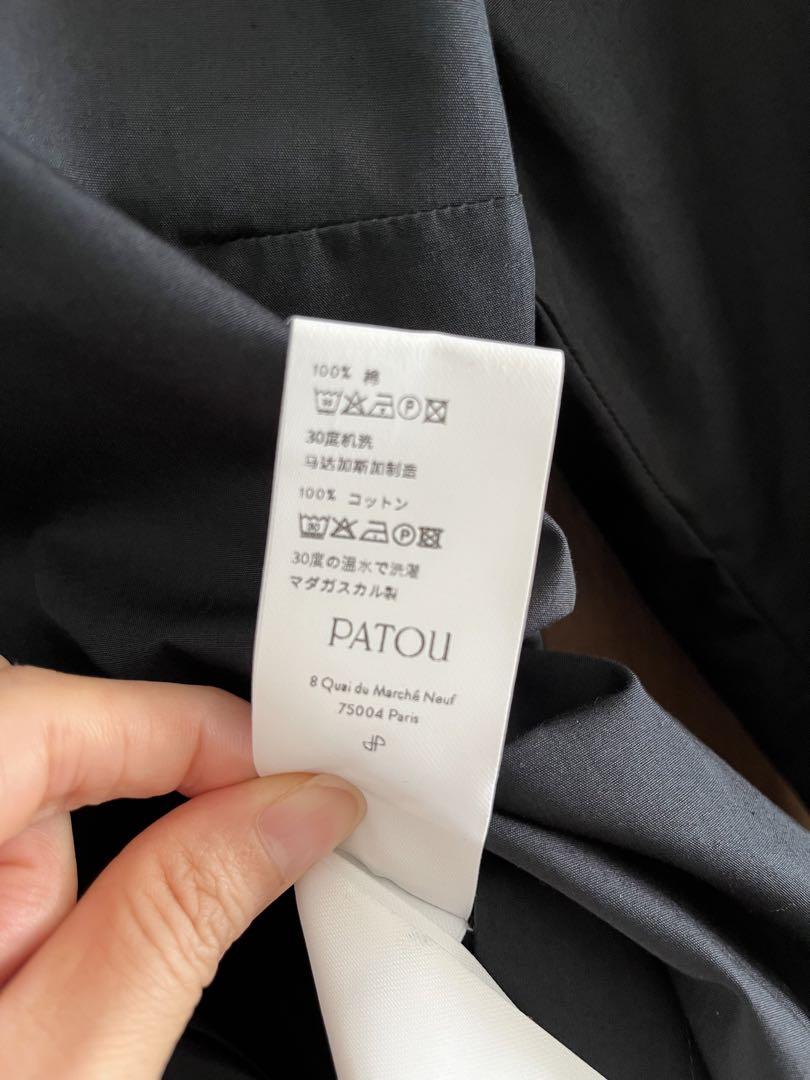 100% 綿
30度机洗
马达加斯加制造
100% コットン
30度の温水で洗濯
マダガスカル製
PATOU
8 Quai du Marché Neuf
75004 Paris
JP